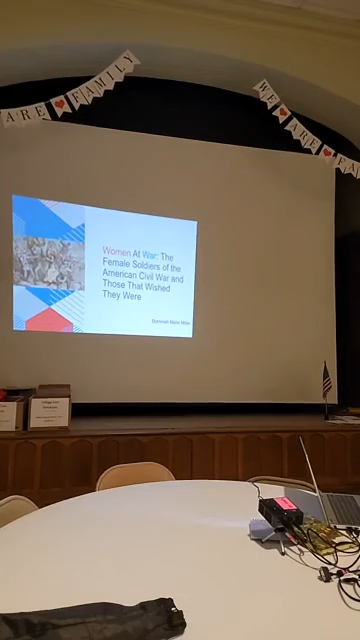 ARE FAMILY
WE ARE FA
Women At War: The
Female Soldiers of the
American Civil War and
Those That Wished
They Were